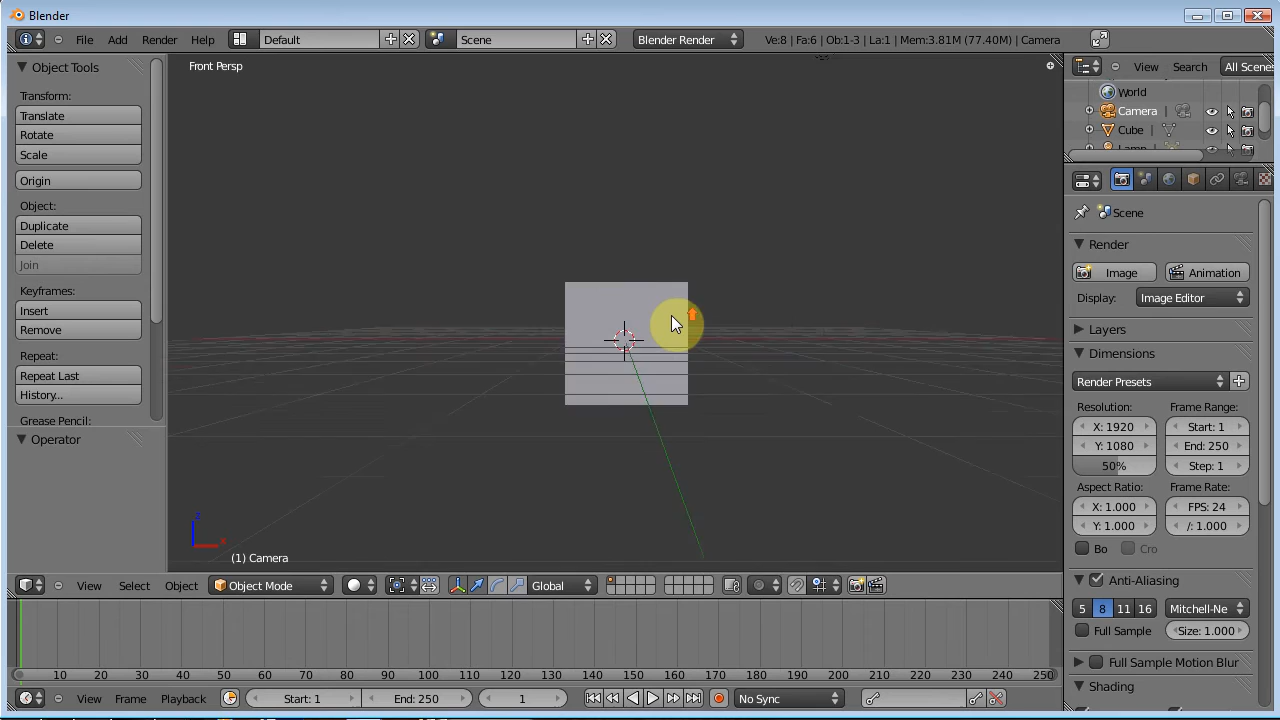 Blender
File Add Render Help Default Scene Blender Render Ve:8 | Fa:6 | Ob:1-3 | La:1 | Mem:3.81M (77.40M) | Camera
Object Tools
Transform:
Translate
Rotate
Scale
Origin
Object:
Duplicate
Delete
Join
Keyframes:
Insert
Remove
Repeat:
Repeat Last
History...
Grease Pencil:
Operator
Front Persp
z
x
(1) Camera
View Select Object Object Mode Global
10 20 30 40 50 60 70 80 90 100 110 120 130 140 150 160 170 180 190 200 210 220 230 240 250
View Frame Playback Start: 1 End: 250 1 No Sync
View Search All Scenes
World
Camera |
Cube |
Lamp |
Scene
Render
Image Animation
Display: Image Editor
Layers
Dimensions
Render Presets
Resolution: Frame Range:
X: 1920 Start: 1
Y: 1080 End: 250
50% Step: 1
Aspect Ratio: Frame Rate:
X: 1.000 FPS: 24
Y: 1.000 /: 1.000
Bo Cro
Anti-Aliasing
5 8 11 16 Mitchell-Ne
Full Sample Size: 1.000
Full Sample Motion Blur
Shading